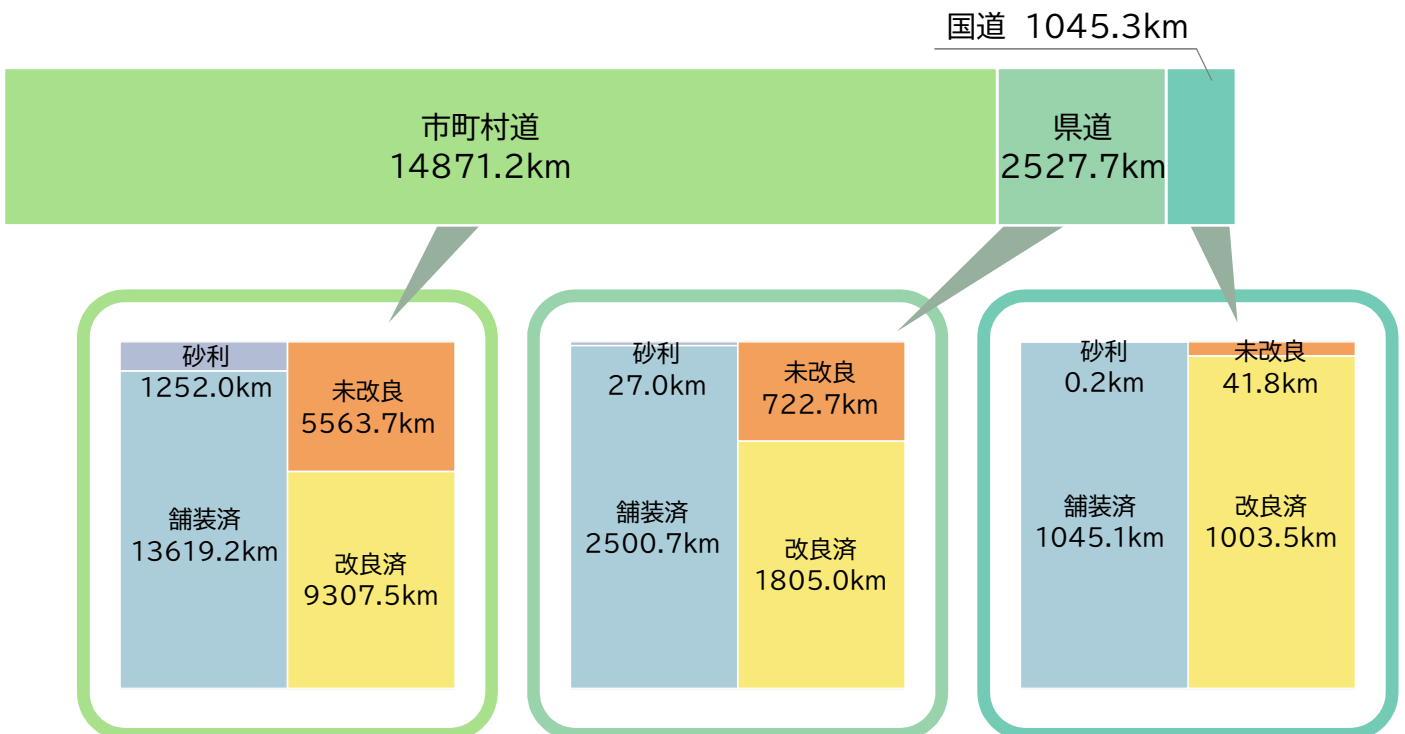 国道 1045.3km
市町村道
14871.2km
県道
2527.7km
砂利
1252.0km
未改良
5563.7km
舗装済
13619.2km
改良済
9307.5km
砂利
27.0km
未改良
722.7km
舗装済
2500.7km
改良済
1805.0km
砂利
0.2km
未改良
41.8km
舗装済
1045.1km
改良済
1003.5km